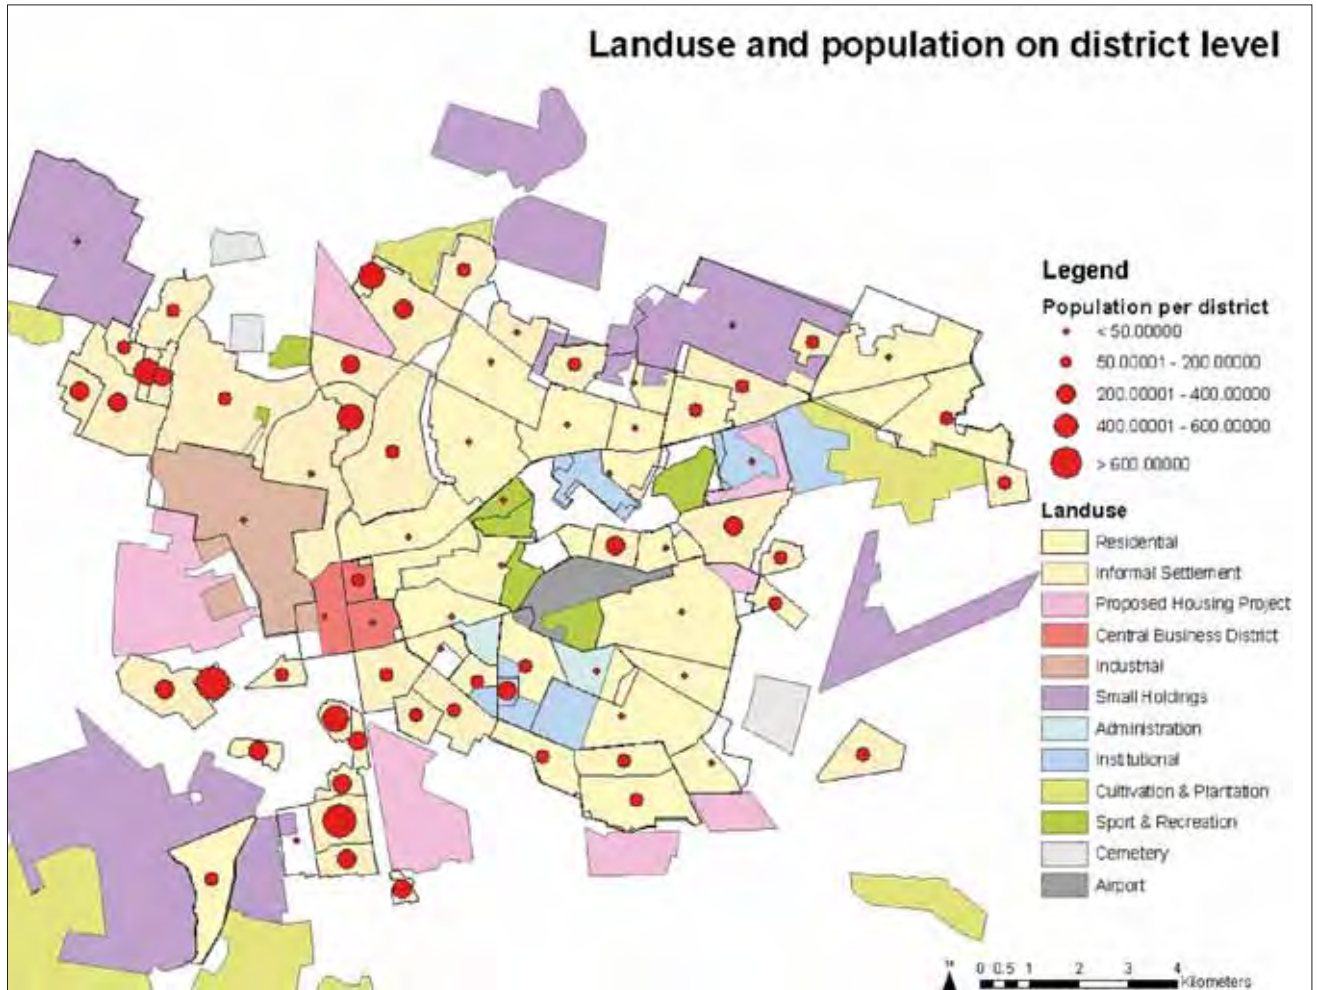 Landuse and population on district level
Legend
Population per district
< 50.00000
50.00001 - 200.00000
200.00001 - 400.00000
400.00001 - 600.00000
> 600.00000
Landuse
Residential
Informal Settlement
Proposed Housing Project
Central Business District
Industrial
Small Holdings
Administration
Institutional
Cultivation & Plantation
Sport & Recreation
Cemetery
Airport
0 0.5 1 2 3 4
Kilometers